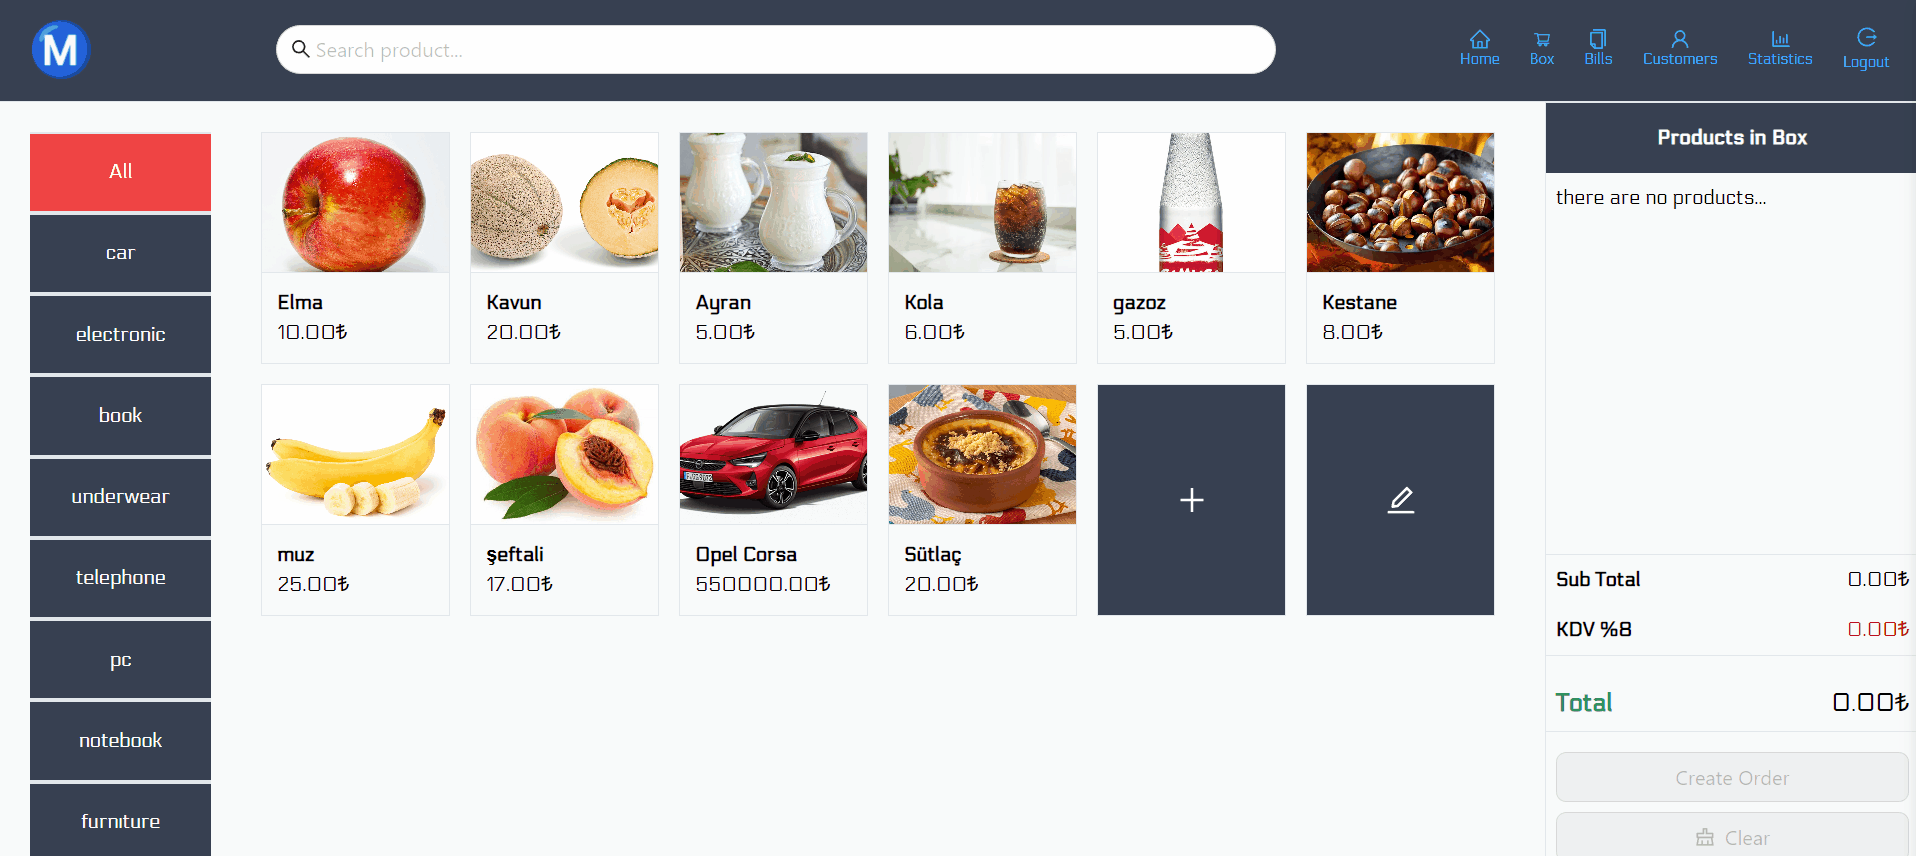 M
Search product...
Home
Box
Bills
Customers
Statistics
Logout
All
car
electronic
book
underwear
telephone
pc
notebook
furnıture
Elma
10.00₺
Kavun
20.00₺
Ayran
5.00₺
Kola
6.00₺
gazoz
5.00₺
Kestane
8.00₺
muz
25.00₺
şeftali
17.00₺
Opel Corsa
550000.00₺
Sütlaç
20.00₺
Products in Box
there are no products...
Sub Total
0.00₺
KDV %8
0.00₺
Total
0.00₺
Create Order
Clear